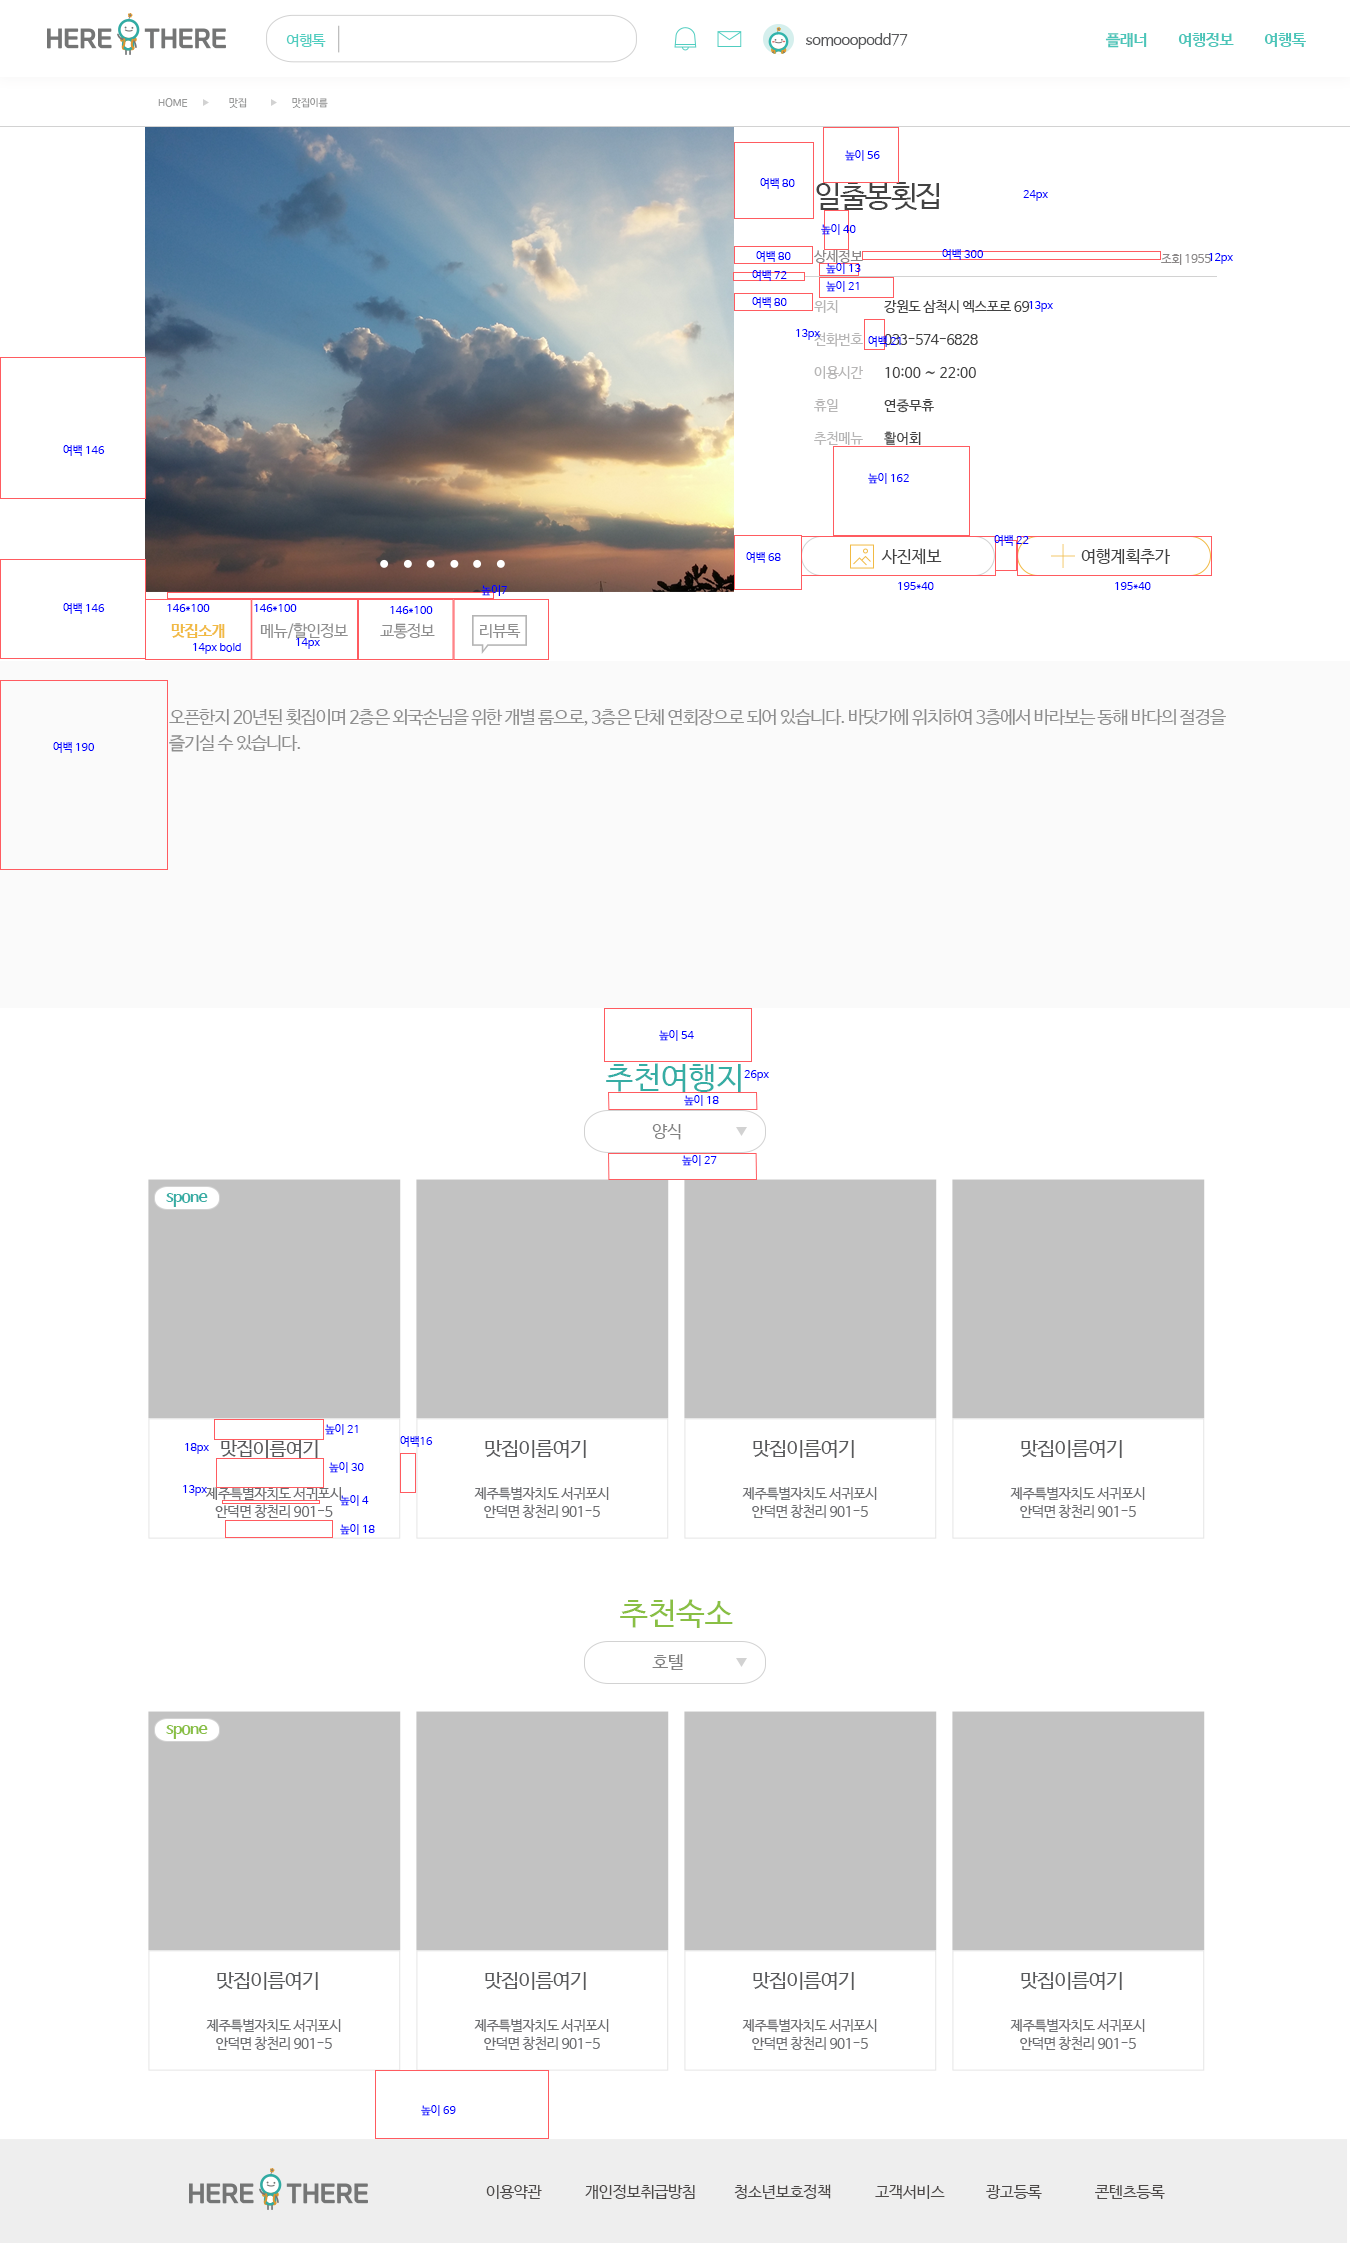 HERE THERE
여행톡
somooopodd77
플래너
여행정보
여행톡
HOME
맛집
맛집이름
높이 56
여백 80
일출봉횟집
24px
높이 40
여백 80
상세정보
여백 300
조회 1955
12px
높이 13
여백 72
높이 21
여백 80
위치
강원도 삼척시 엑스포로 69
13px
13px
전화번호
여백 21
033-574-6828
이용시간
10:00 ~ 22:00
휴일
연중무휴
추천메뉴
활어회
여백 146
높이 162
여백 22
여백 68
사진제보
여행계획추가
195*40
195*40
높이7
여백 146
146*100
146*100
146*100
맛집소개
메뉴/할인정보
교통정보
리뷰톡
14px bold
14px
오픈한지 20년된 횟집이며 2층은 외국손님을 위한 개별 룸으로, 3층은 단체 연회장으로 되어 있습니다. 바닷가에 위치하여 3층에서 바라보는 동해 바다의 절경을
즐기실 수 있습니다.
여백 190
높이 54
추천여행지
26px
높이 18
양식
높이 27
spone
높이 21
18px
맛집이름여기
여백16
맛집이름여기
맛집이름여기
맛집이름여기
높이 30
13px
제주특별자치도 서귀포시
안덕면 창천리 901-5
높이 4
높이 18
제주특별자치도 서귀포시
안덕면 창천리 901-5
제주특별자치도 서귀포시
안덕면 창천리 901-5
제주특별자치도 서귀포시
안덕면 창천리 901-5
추천숙소
호텔
spone
맛집이름여기
맛집이름여기
맛집이름여기
맛집이름여기
제주특별자치도 서귀포시
안덕면 창천리 901-5
제주특별자치도 서귀포시
안덕면 창천리 901-5
제주특별자치도 서귀포시
안덕면 창천리 901-5
제주특별자치도 서귀포시
안덕면 창천리 901-5
높이 69
HERE THERE
이용약관
개인정보취급방침
청소년보호정책
고객서비스
광고등록
콘텐츠등록